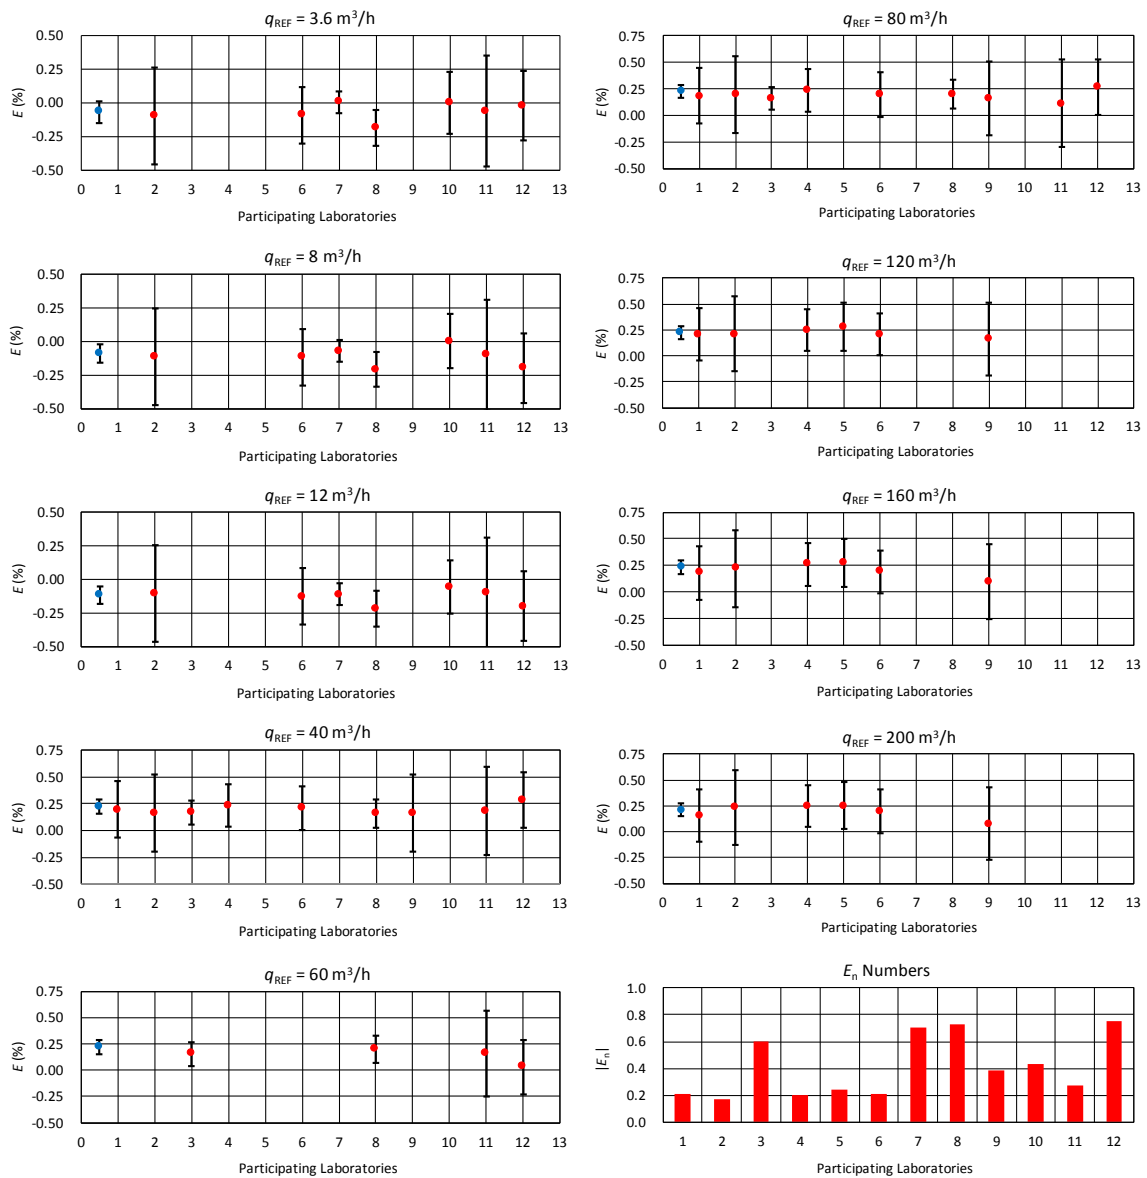 q_REF = 3.6 m³/h
0.50
0.25
0.00
-0.25
-0.50
E (%)
0 1 2 3 4 5 6 7 8 9 10 11 12 13
Participating Laboratories
q_REF = 8 m³/h
0.50
0.25
0.00
-0.25
-0.50
E (%)
0 1 2 3 4 5 6 7 8 9 10 11 12 13
Participating Laboratories
q_REF = 12 m³/h
0.50
0.25
0.00
-0.25
-0.50
E (%)
0 1 2 3 4 5 6 7 8 9 10 11 12 13
Participating Laboratories
q_REF = 40 m³/h
0.75
0.50
0.25
0.00
-0.25
-0.50
E (%)
0 1 2 3 4 5 6 7 8 9 10 11 12 13
Participating Laboratories
q_REF = 60 m³/h
0.75
0.50
0.25
0.00
-0.25
-0.50
E (%)
0 1 2 3 4 5 6 7 8 9 10 11 12 13
Participating Laboratories
q_REF = 80 m³/h
0.75
0.50
0.25
0.00
-0.25
-0.50
E (%)
0 1 2 3 4 5 6 7 8 9 10 11 12 13
Participating Laboratories
q_REF = 120 m³/h
0.75
0.50
0.25
0.00
-0.25
-0.50
E (%)
0 1 2 3 4 5 6 7 8 9 10 11 12 13
Participating Laboratories
q_REF = 160 m³/h
0.75
0.50
0.25
0.00
-0.25
-0.50
E (%)
0 1 2 3 4 5 6 7 8 9 10 11 12 13
Participating Laboratories
q_REF = 200 m³/h
0.75
0.50
0.25
0.00
-0.25
-0.50
E (%)
0 1 2 3 4 5 6 7 8 9 10 11 12 13
Participating Laboratories
E_n Numbers
1.0
0.8
0.6
0.4
0.2
0.0
|E_n|
1 2 3 4 5 6 7 8 9 10 11 12
Participating Laboratories